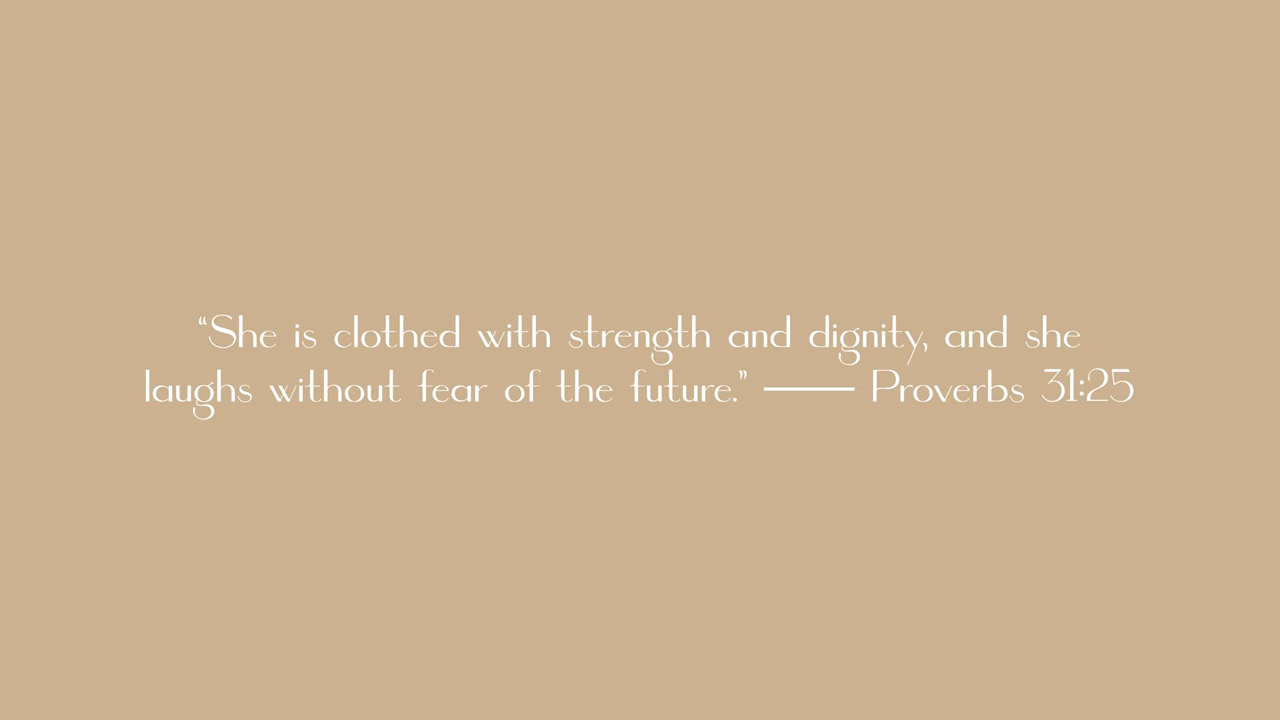 “She is clothed with strength and dignity, and she
laughs without fear of the future.” — Proverbs 31:25